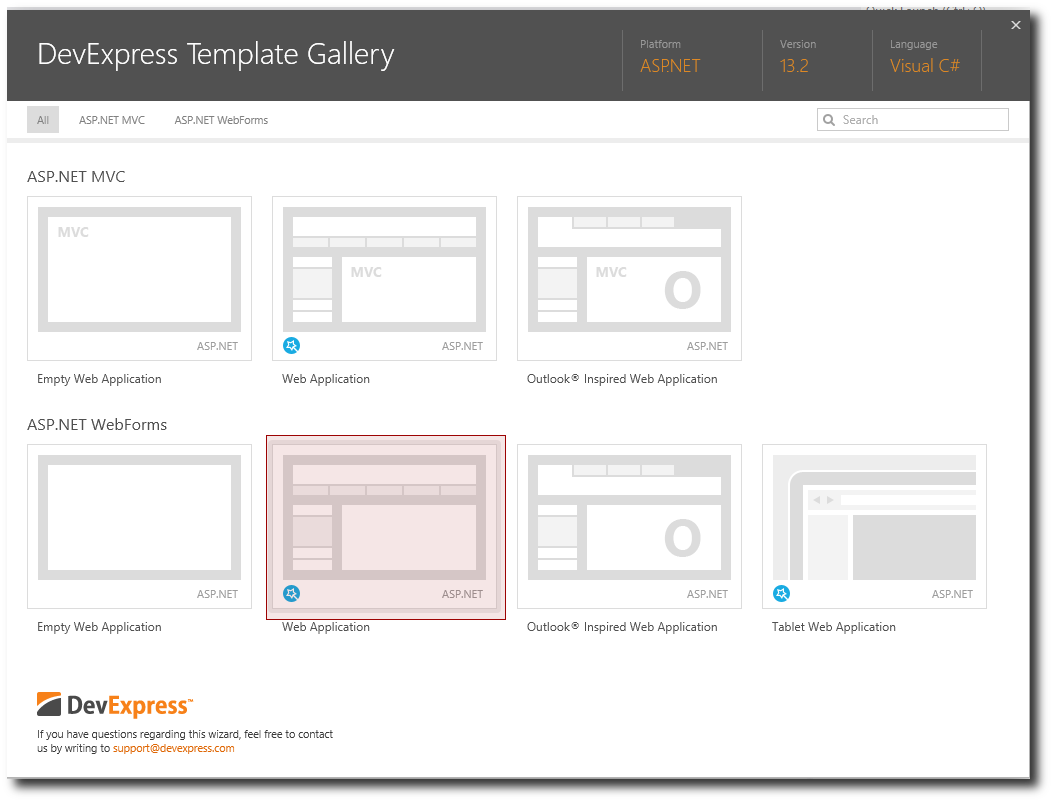 DevExpress Template Gallery
Platform
ASP.NET
Version
13.2
Language
Visual C#
All
ASP.NET MVC
ASP.NET WebForms
Search
ASP.NET MVC
MVC
ASP.NET
Empty Web Application
MVC
ASP.NET
Web Application
MVC
O
ASP.NET
Outlook® Inspired Web Application
ASP.NET WebForms
ASP.NET
Empty Web Application
ASP.NET
Web Application
O
ASP.NET
Outlook® Inspired Web Application
ASP.NET
Tablet Web Application
DevExpress™
If you have questions regarding this wizard, feel free to contact
us by writing to support@devexpress.com